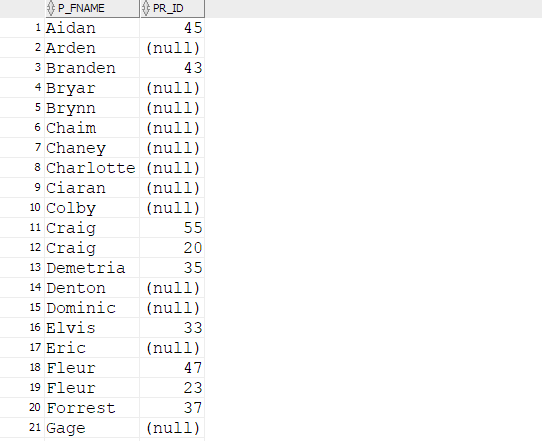 P_FNAME PR_ID
1 Aidan 45
2 Arden (null)
3 Branden 43
4 Bryar (null)
5 Brynn (null)
6 Chaim (null)
7 Chaney (null)
8 Charlotte (null)
9 Ciaran (null)
10 Colby (null)
11 Craig 55
12 Craig 20
13 Demetria 35
14 Denton (null)
15 Dominic (null)
16 Elvis 33
17 Eric (null)
18 Fleur 47
19 Fleur 23
20 Forrest 37
21 Gage (null)